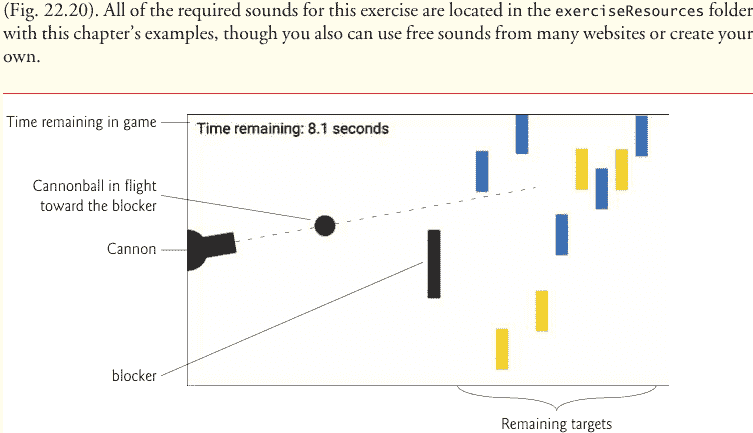 (Fig. 22.20). All of the required sounds for this exercise are located in the exerciseResources folder
with this chapter’s examples, though you also can use free sounds from many websites or create your
own.
Time remaining in game
Time remaining: 8.1 seconds
Cannonball in flight
toward the blocker
Cannon
blocker
Remaining targets